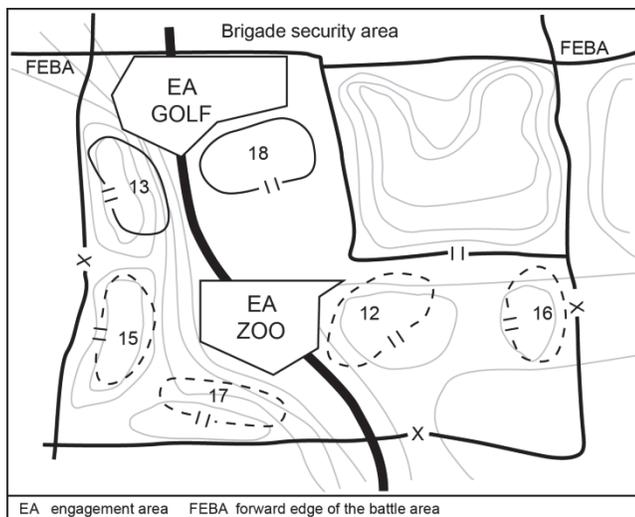 Brigade security area
FEBA
FEBA
EA
GOLF
18
13
X
EA
ZOO
12
16
X
15
17
X
EA engagement area FEBA forward edge of the battle area